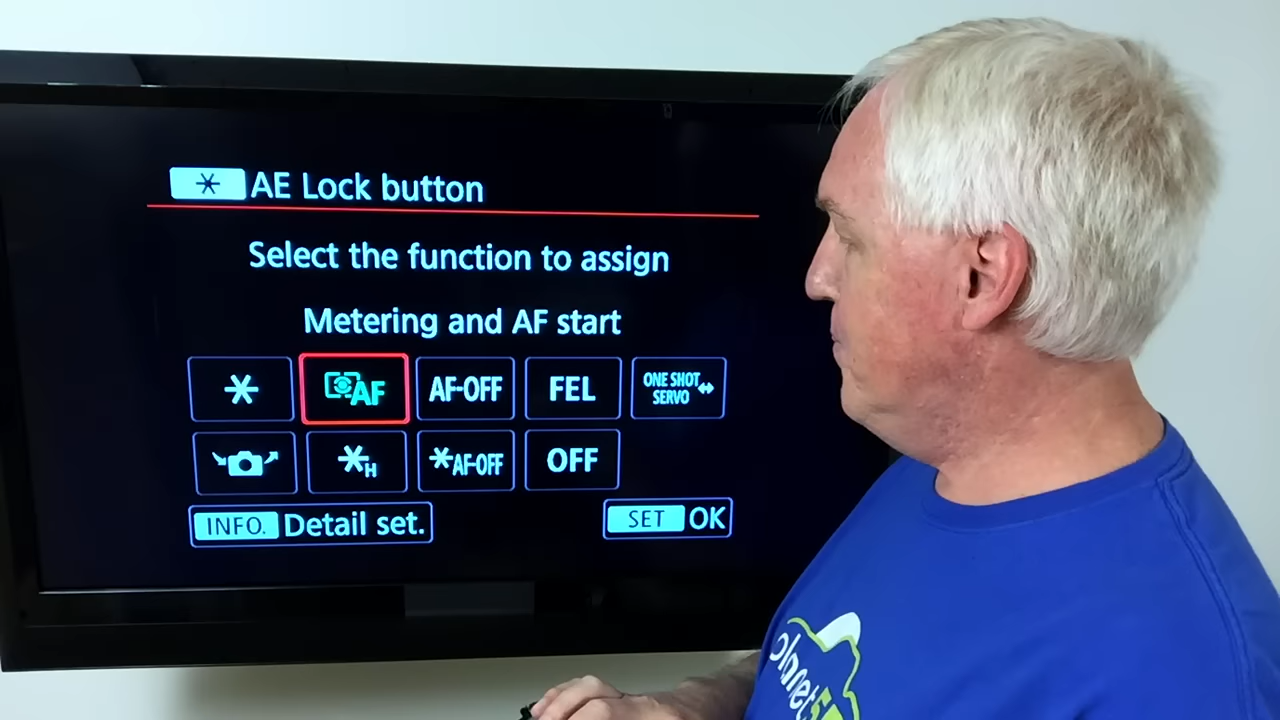 * AE Lock button
Select the function to assign
Metering and AF start
* AF AF-OFF FEL ONE SHOT ↔ SERVO
*H *AF-OFF OFF
INFO. Detail set. SET OK
planet5